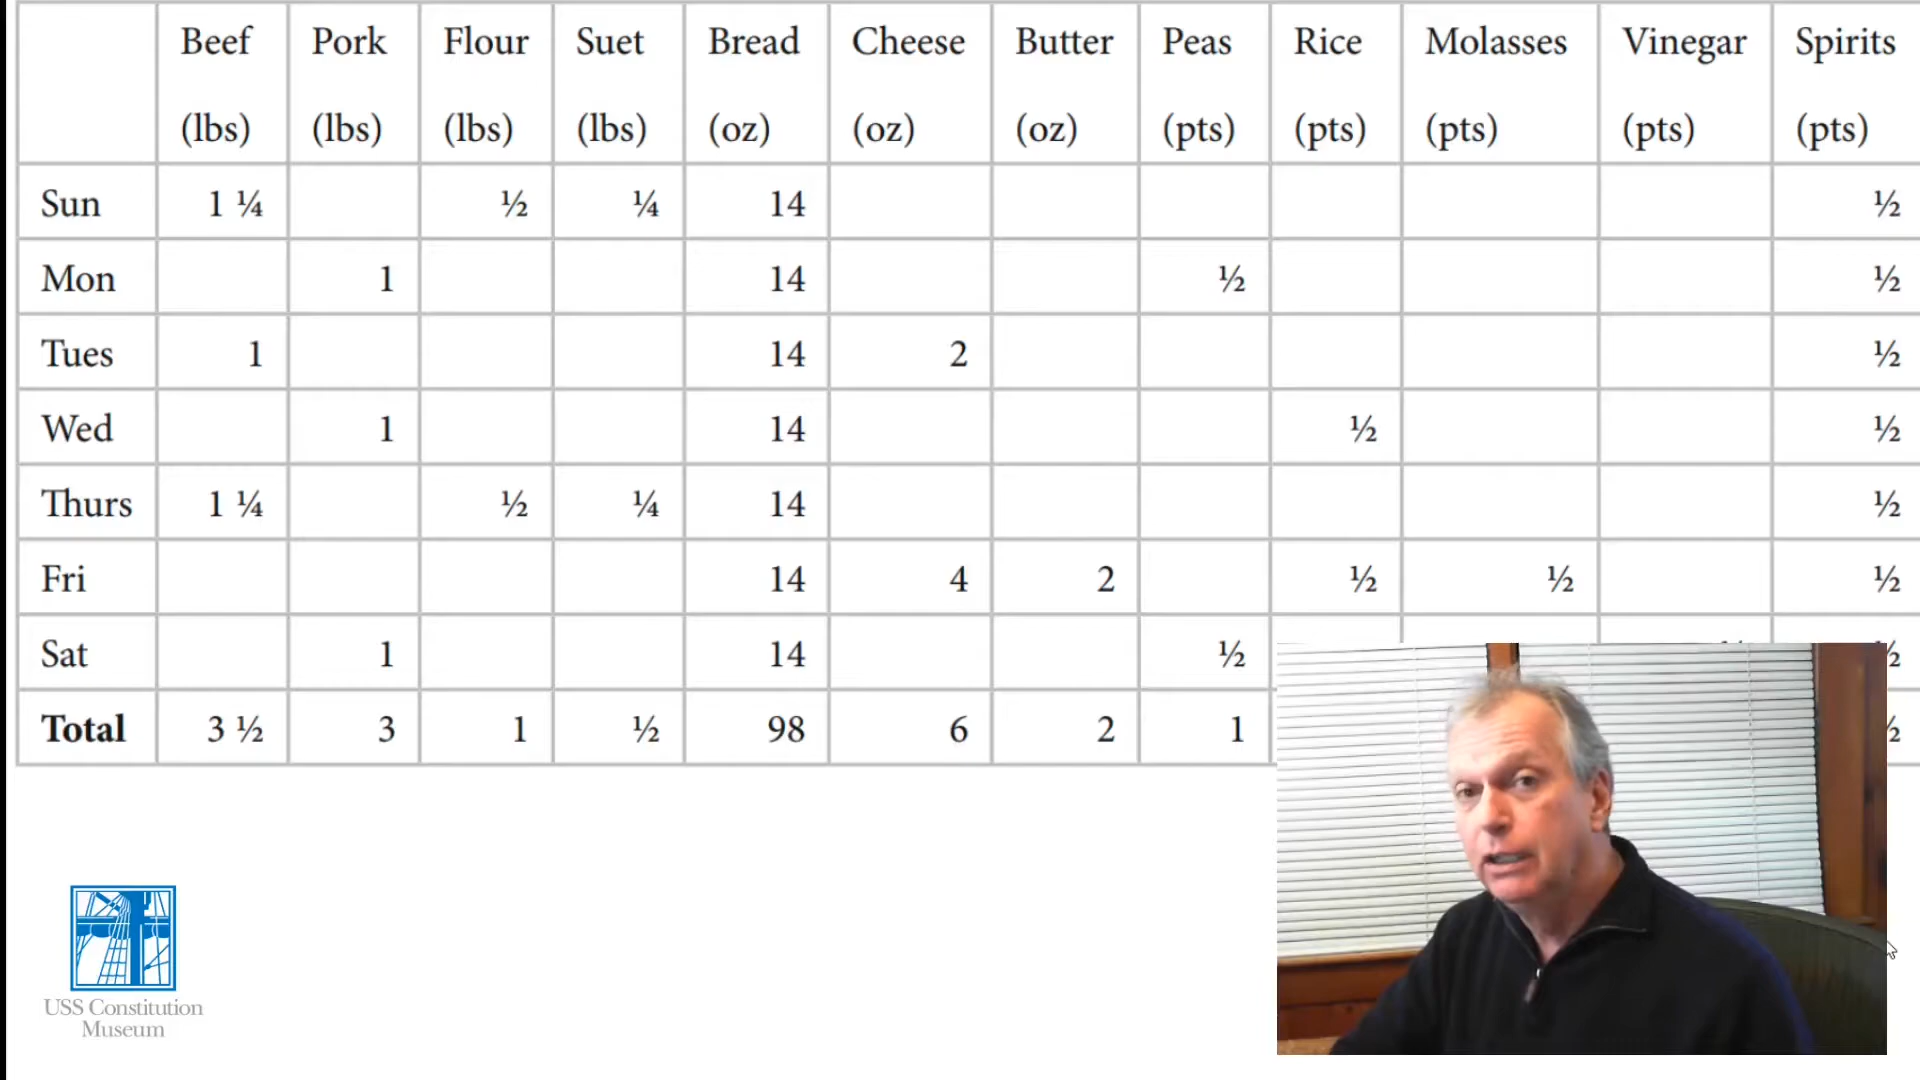 Beef Pork Flour Suet Bread Cheese Butter Peas Rice Molasses Vinegar Spirits
(lbs) (lbs) (lbs) (lbs) (oz) (oz) (oz) (pts) (pts) (pts) (pts) (pts)
Sun 1 ¼ ½ ¼ 14 ½
Mon 1 14 ½ ½
Tues 1 14 2 ½
Wed 1 14 ½ ½
Thurs 1 ¼ ½ ¼ 14 ½
Fri 14 4 2 ½ ½ ½
Sat 1 14 ½
Total 3 ½ 3 1 ½ 98 6 2 1
USS Constitution
Museum